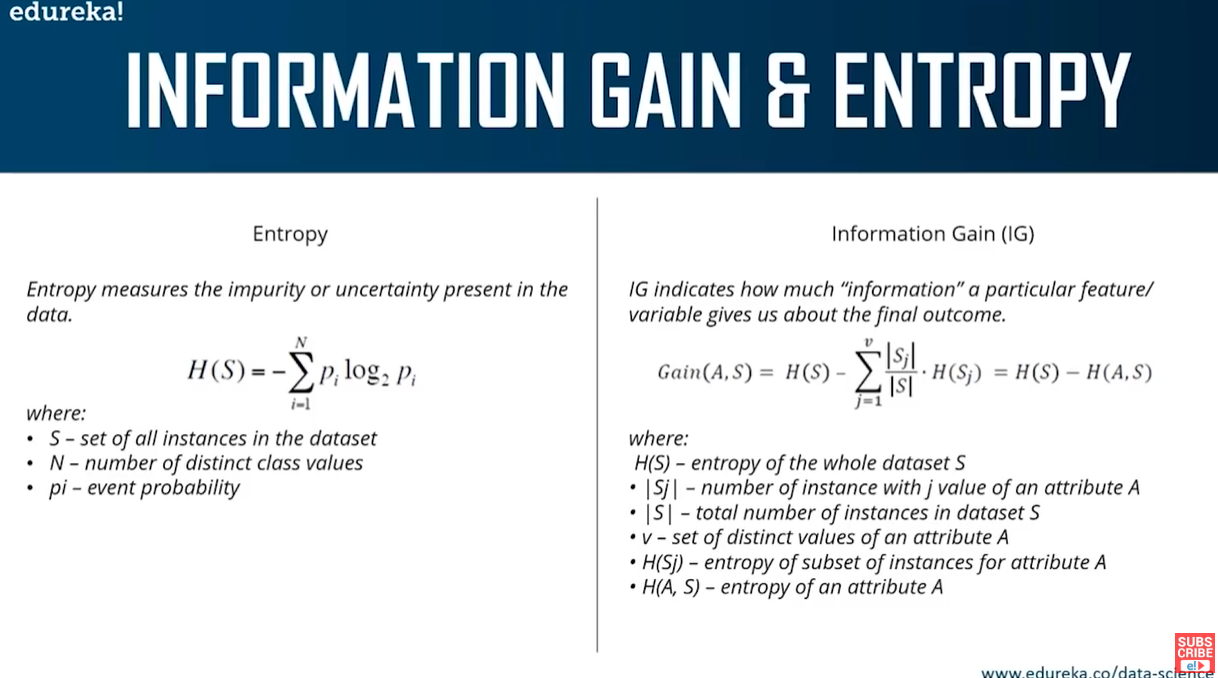 edureka!
INFORMATION GAIN & ENTROPY
Entropy
Entropy measures the impurity or uncertainty present in the
data.
H(S) = - N ∑ i=1 pᵢ log₂ pᵢ
where:
• S – set of all instances in the dataset
• N – number of distinct class values
• pi – event probability
Information Gain (IG)
IG indicates how much “information” a particular feature/
variable gives us about the final outcome.
Gain(A,S) = H(S) - v ∑ j=1 |Sⱼ| / |S| · H(Sⱼ) = H(S) − H(A,S)
where:
H(S) – entropy of the whole dataset S
• |Sj| – number of instance with j value of an attribute A
• |S| – total number of instances in dataset S
• v – set of distinct values of an attribute A
• H(Sj) – entropy of subset of instances for attribute A
• H(A, S) – entropy of an attribute A
SUBS
CRIBE
e!
www.edureka.co/data-science